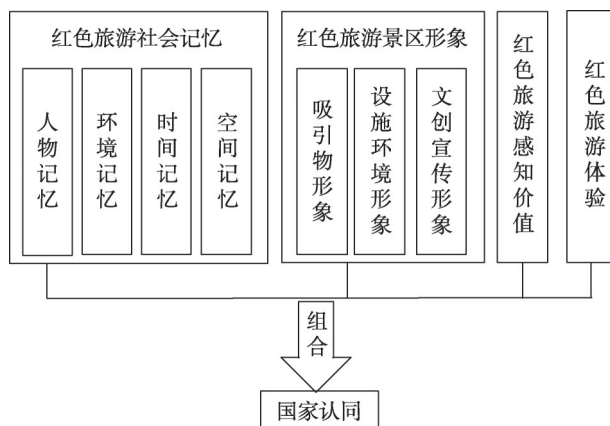 红色旅游社会记忆
人物记忆
环境记忆
时间记忆
空间记忆
红色旅游景区形象
吸引物形象
设施环境形象
文创宣传形象
红色旅游感知价值
红色旅游体验
组合
国家认同